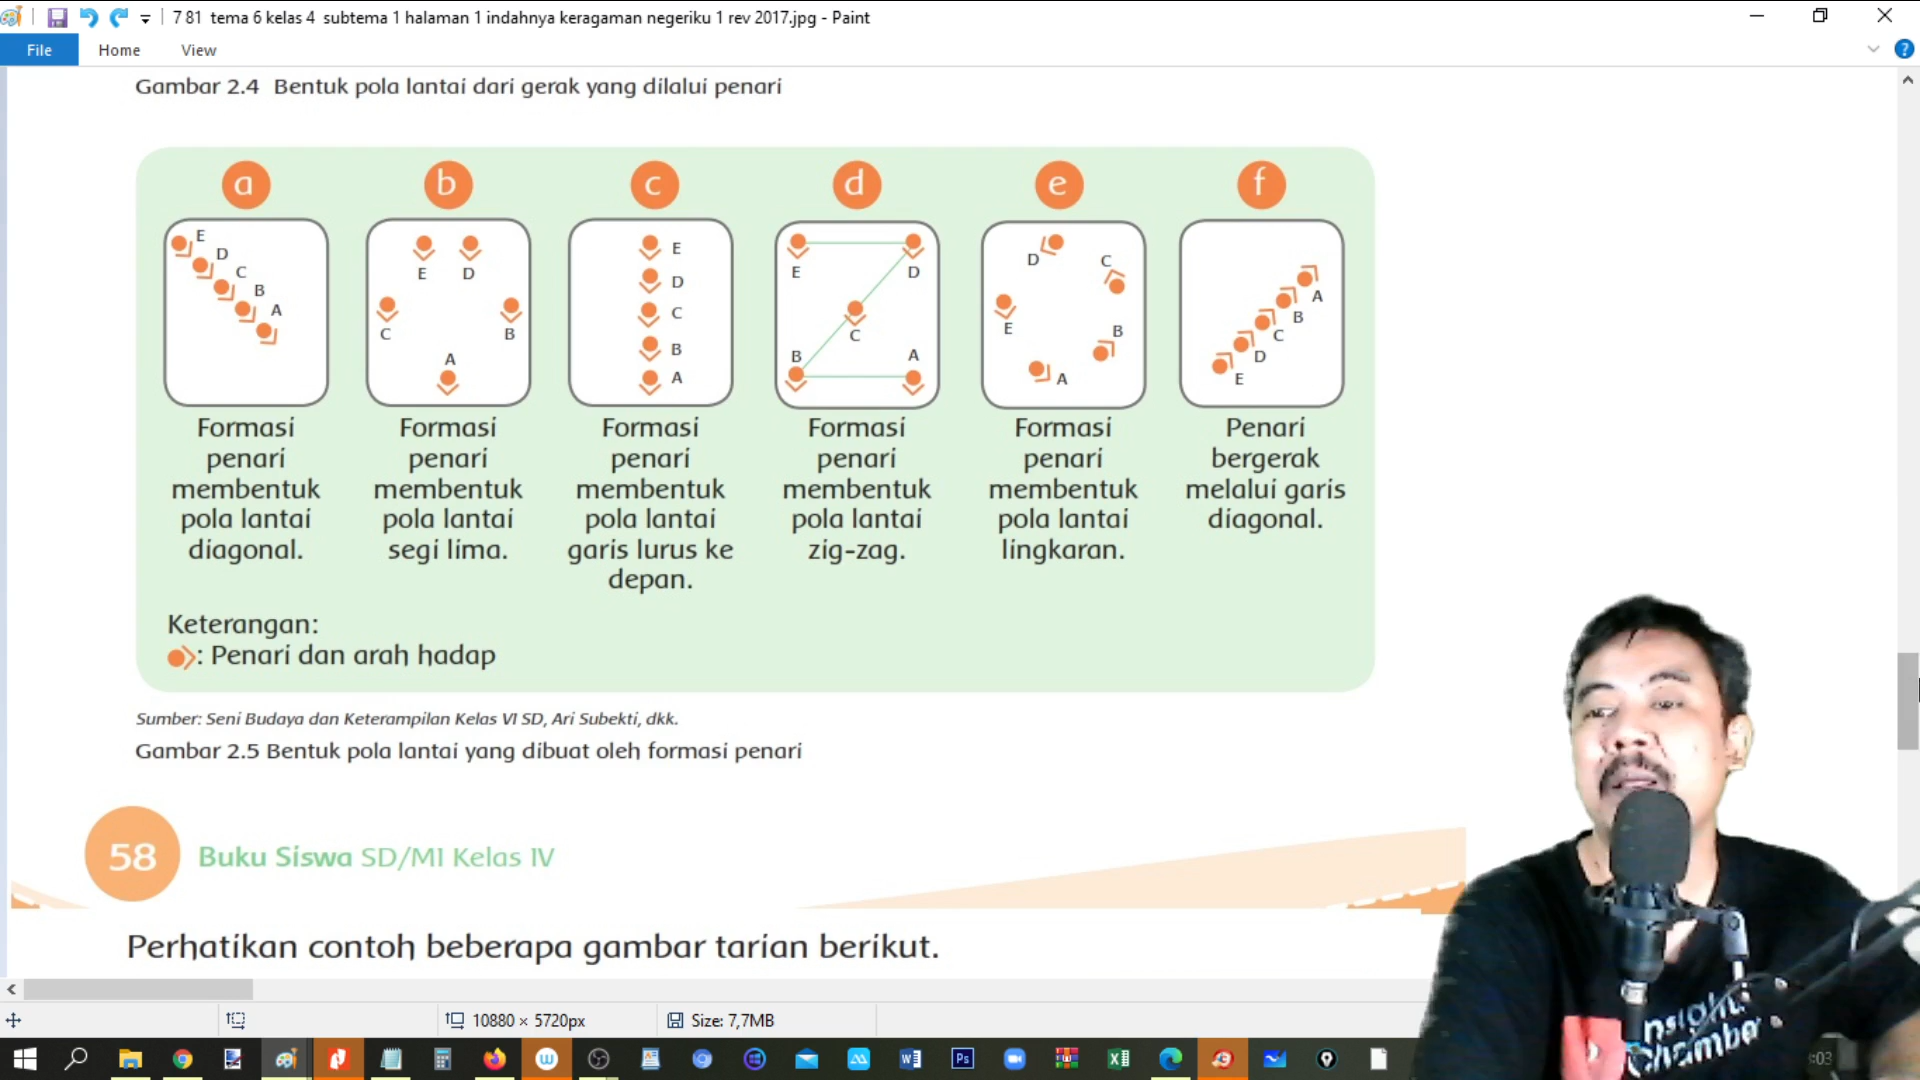 7 81 tema 6 kelas 4 subtema 1 halaman 1 indahnya keragaman negeriku 1 rev 2017.jpg - Paint
File Home View
Gambar 2.4 Bentuk pola lantai dari gerak yang dilalui penari
a b c d e f
E D C B A
E D C B A
E D C B A
E D C B A
D C E B A
A B C D E
Formasi penari membentuk pola lantai diagonal.
Formasi penari membentuk pola lantai segi lima.
Formasi penari membentuk pola lantai garis lurus ke depan.
Formasi penari membentuk pola lantai zig-zag.
Formasi penari membentuk pola lantai lingkaran.
Penari bergerak melalui garis diagonal.
Keterangan:
: Penari dan arah hadap
Sumber: Seni Budaya dan Keterampilan Kelas VI SD, Ari Subekti, dkk.
Gambar 2.5 Bentuk pola lantai yang dibuat oleh formasi penari
58 Buku Siswa SD/MI Kelas IV
Perhatikan contoh beberapa gambar tarian berikut.
10880 × 5720px Size: 7,7MB
Chamber
:03